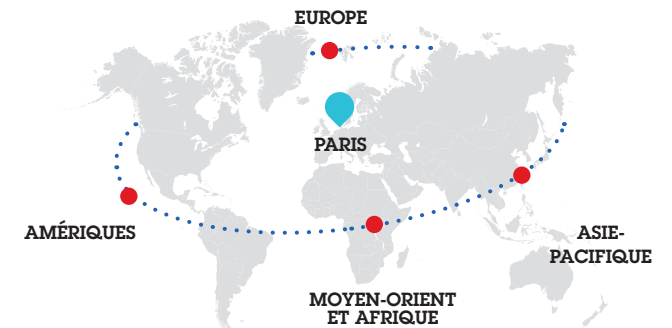 EUROPE
PARIS
AMÉRIQUES
ASIE-
PACIFIQUE
MOYEN-ORIENT
ET AFRIQUE